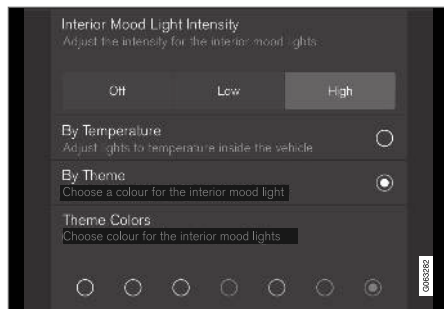 Interior Mood Light Intensity
Adjust the intensity for the interior mood lights
Off Low High
By Temperature
Adjust lights to temperature inside the vehicle
By Theme
Choose a colour for the interior mood light
Theme Colors
Choose colour for the interior mood lights
G063282